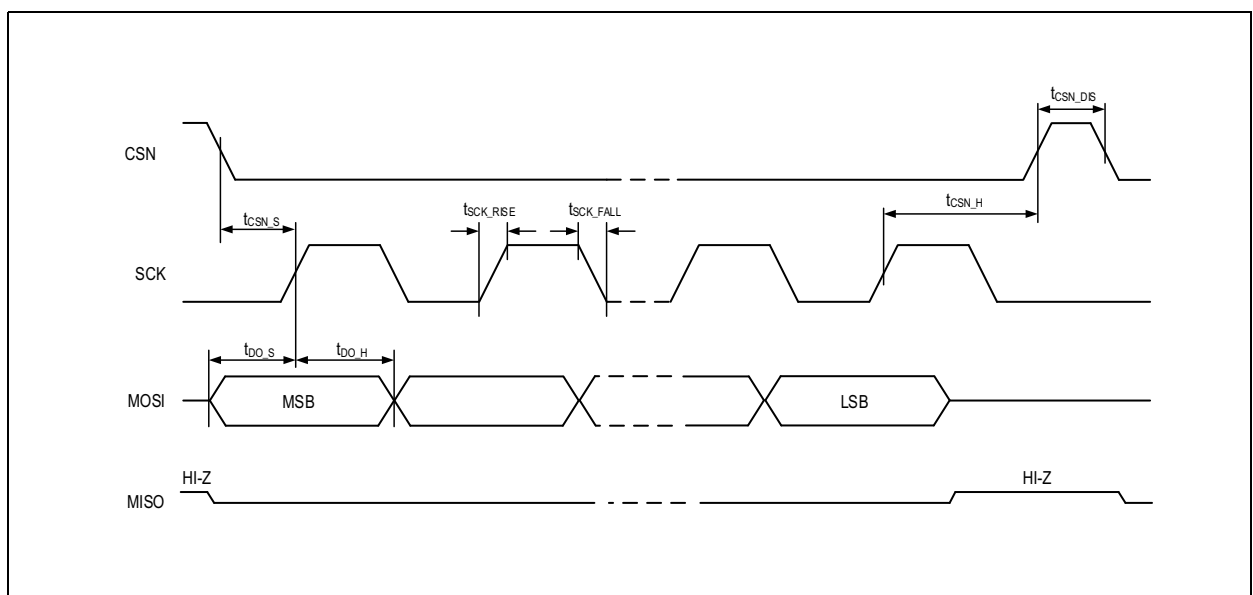 tCSN_DIS
CSN
tCSN_S
tSCK_RISE
tSCK_FALL
tCSN_H
SCK
tDO_S
tDO_H
MOSI
MSB
LSB
HI-Z
HI-Z
MISO